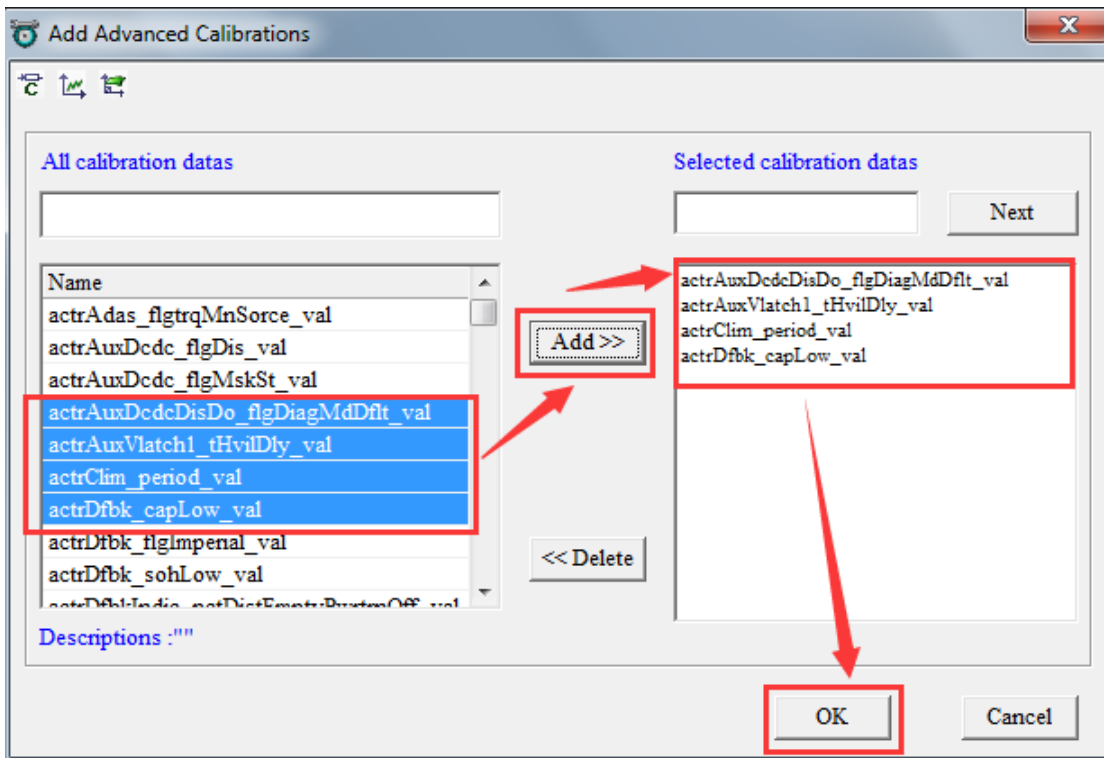 Add Advanced Calibrations
All calibration datas
Selected calibration datas
Next
Name
actrAdas_flgtrqMnSorce_val
actrAuxDcdc_flgDis_val
actrAuxDcdc_flgMskSt_val
actrAuxDcdcDisDo_flgDiagMdDflt_val
actrAuxVlatch1_tHvilDly_val
actrClim_period_val
actrDfbk_capLow_val
actrDfbk_flgImpenal_val
actrDfbk_sohLow_val
Add >>
<< Delete
actrAuxDcdcDisDo_flgDiagMdDflt_val
actrAuxVlatch1_tHvilDly_val
actrClim_period_val
actrDfbk_capLow_val
Descriptions :""
OK
Cancel